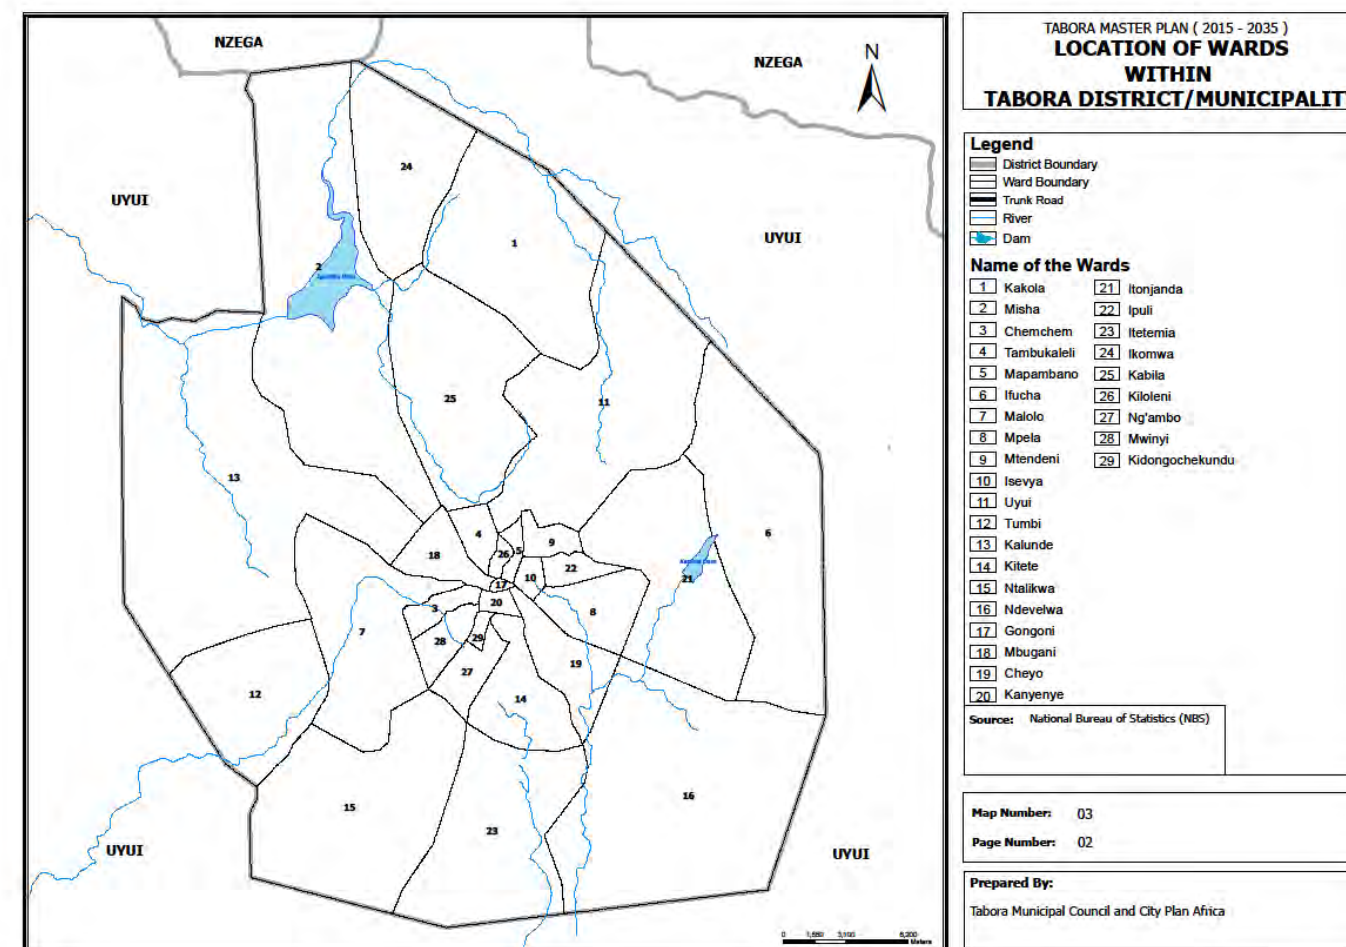 NZEGA
NZEGA
N
UYUI
UYUI
24
1
2
25
11
13
6
4
26
5
9
18
22
10
21
17
20
3
8
7
28
29
19
27
12
14
15
16
23
UYUI
UYUI
0
Meters
TABORA MASTER PLAN ( 2015 - 2035 )
LOCATION OF WARDS
WITHIN
TABORA DISTRICT/MUNICIPALIT
Legend
District Boundary
Ward Boundary
Trunk Road
River
Dam
Name of the Wards
1 Kakola
2 Misha
3 Chemchem
4 Tambukaleli
5 Mapambano
6 Ifucha
7 Malolo
8 Mpela
9 Mtendeni
10 Isevya
11 Uyui
12 Tumbi
13 Kalunde
14 Kitete
15 Ntalikwa
16 Ndevelwa
17 Gongoni
18 Mbugani
19 Cheyo
20 Kanyenye
21 Itonjanda
22 Ipuli
23 Itetemia
24 Ikomwa
25 Kabila
26 Kiloleni
27 Ng'ambo
28 Mwinyi
29 Kidongochekundu
Source: National Bureau of Statistics (NBS)
Map Number: 03
Page Number: 02
Prepared By:
Tabora Municipal Council and City Plan Africa